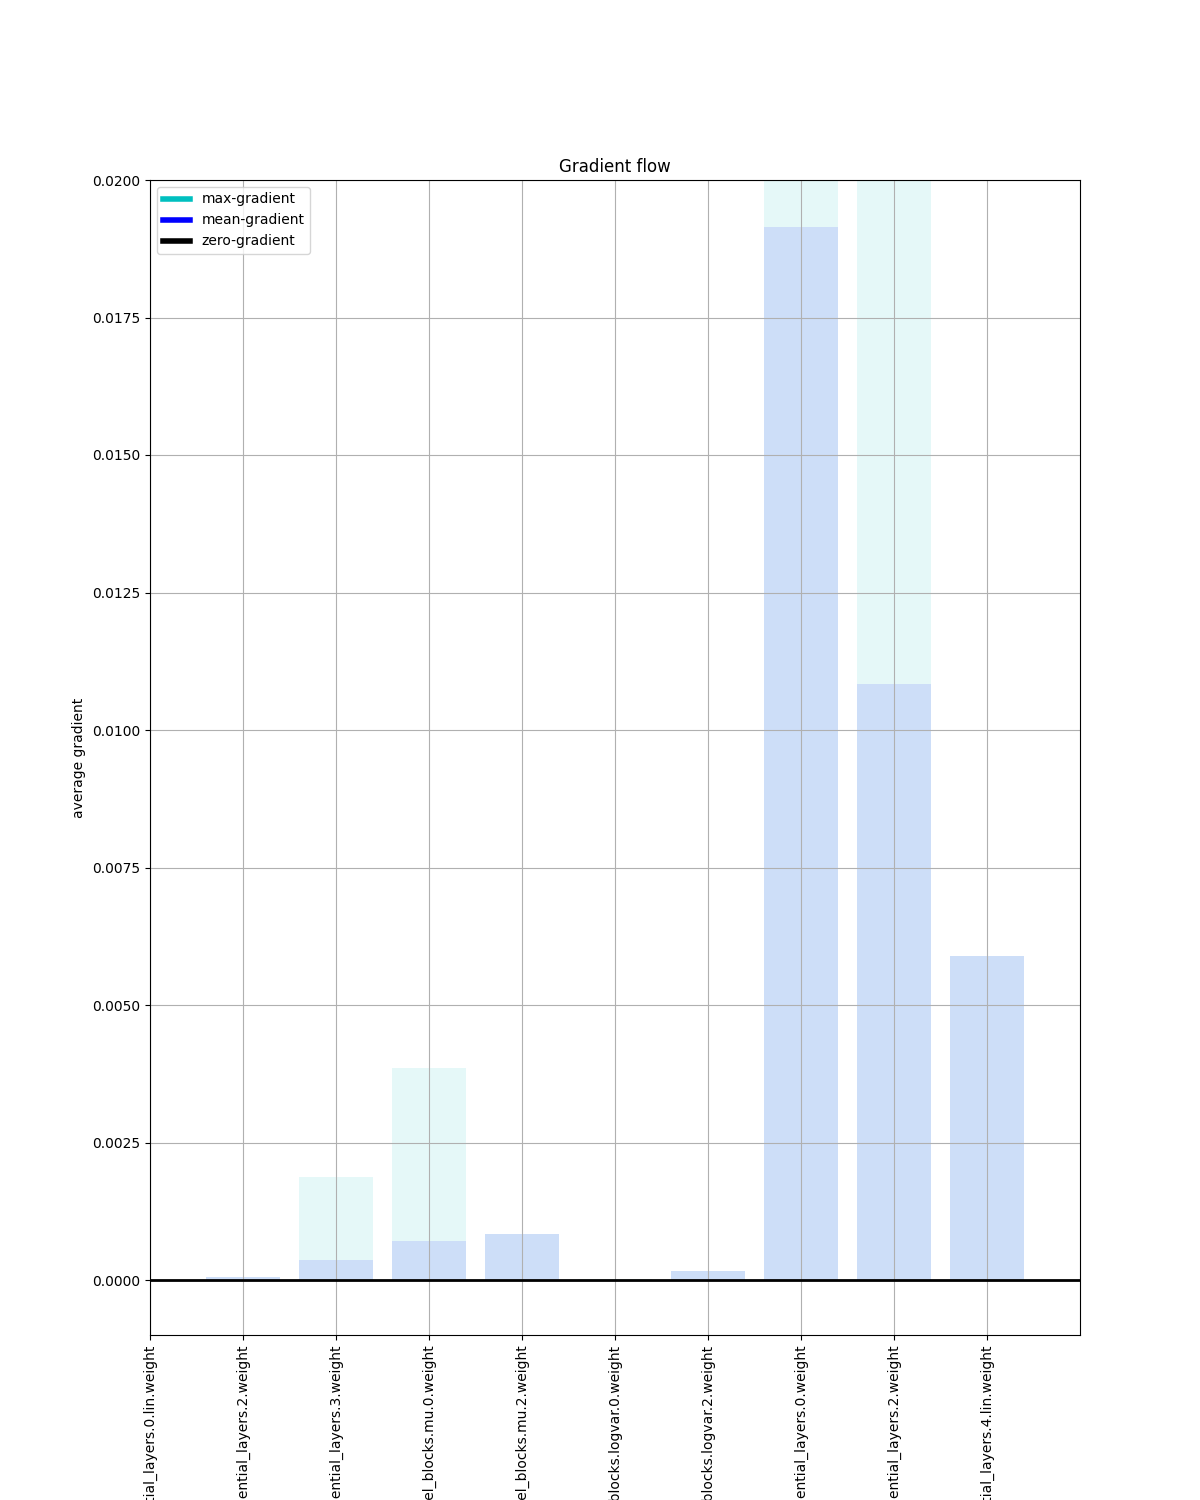 Gradient flow
max-gradient
mean-gradient
zero-gradient
0.0200
0.0175
0.0150
0.0125
0.0100
0.0075
0.0050
0.0025
0.0000
average gradient
tial_layers.0.lin.weight
ential_layers.2.weight
ential_layers.3.weight
el_blocks.mu.0.weight
el_blocks.mu.2.weight
blocks.logvar.0.weight
blocks.logvar.2.weight
ential_layers.0.weight
ential_layers.2.weight
tial_layers.4.lin.weight